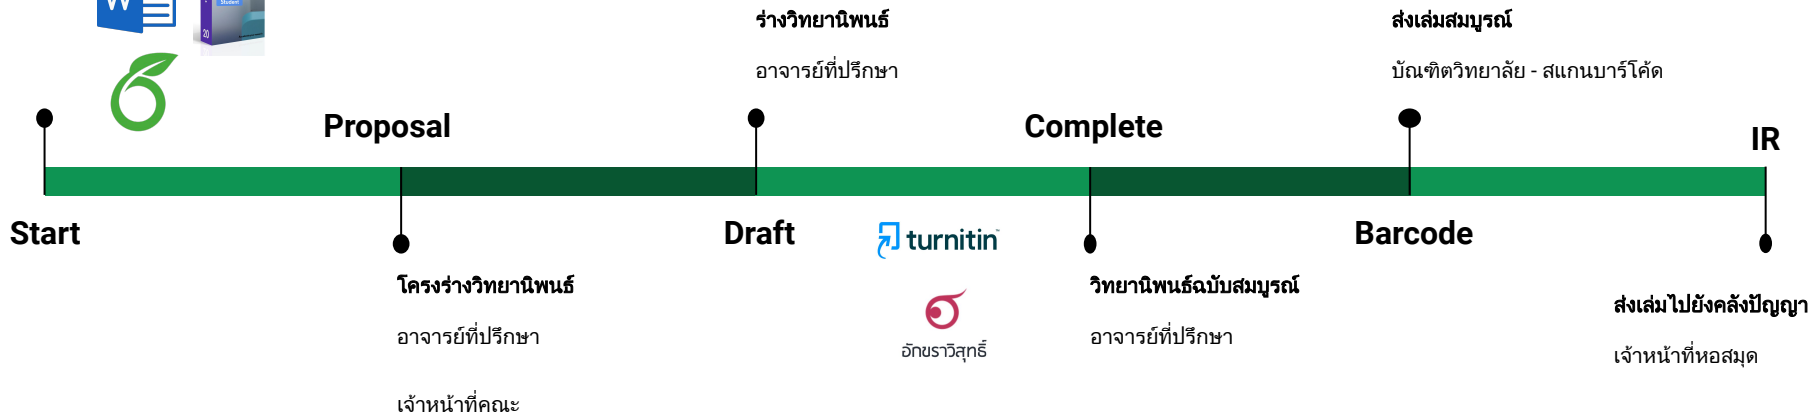 W
Student
20
ร่างวิทยานิพนธ์
อาจารย์ที่ปรึกษา
ส่งเล่มสมบูรณ์
บัณฑิตวิทยาลัย - สแกนบาร์โค้ด
Proposal
Complete
IR
Start
Draft
turnitin
Barcode
โครงร่างวิทยานิพนธ์
อาจารย์ที่ปรึกษา
เจ้าหน้าที่คณะ
อักขราวิสุทธิ์
วิทยานิพนธ์ฉบับสมบูรณ์
อาจารย์ที่ปรึกษา
ส่งเล่มไปยังคลังปัญญา
เจ้าหน้าที่หอสมุด